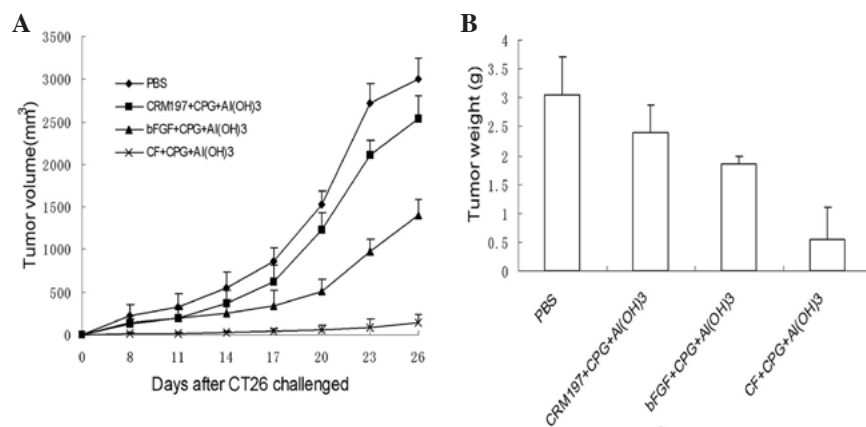 A
Tumor volume(mm3)
3500
3000
2500
2000
1500
1000
500
0
PBS
CRM197+CPG+Al(OH)3
bFGF+CPG+Al(OH)3
CF+CPG+Al(OH)3
0 8 11 14 17 20 23 26
Days after CT26 challenged
B
Tumor weight (g)
4
3.5
3
2.5
2
1.5
1
0.5
0
PBS
CRM197+CPG+Al(OH)3
bFGF+CPG+Al(OH)3
CF+CPG+Al(OH)3